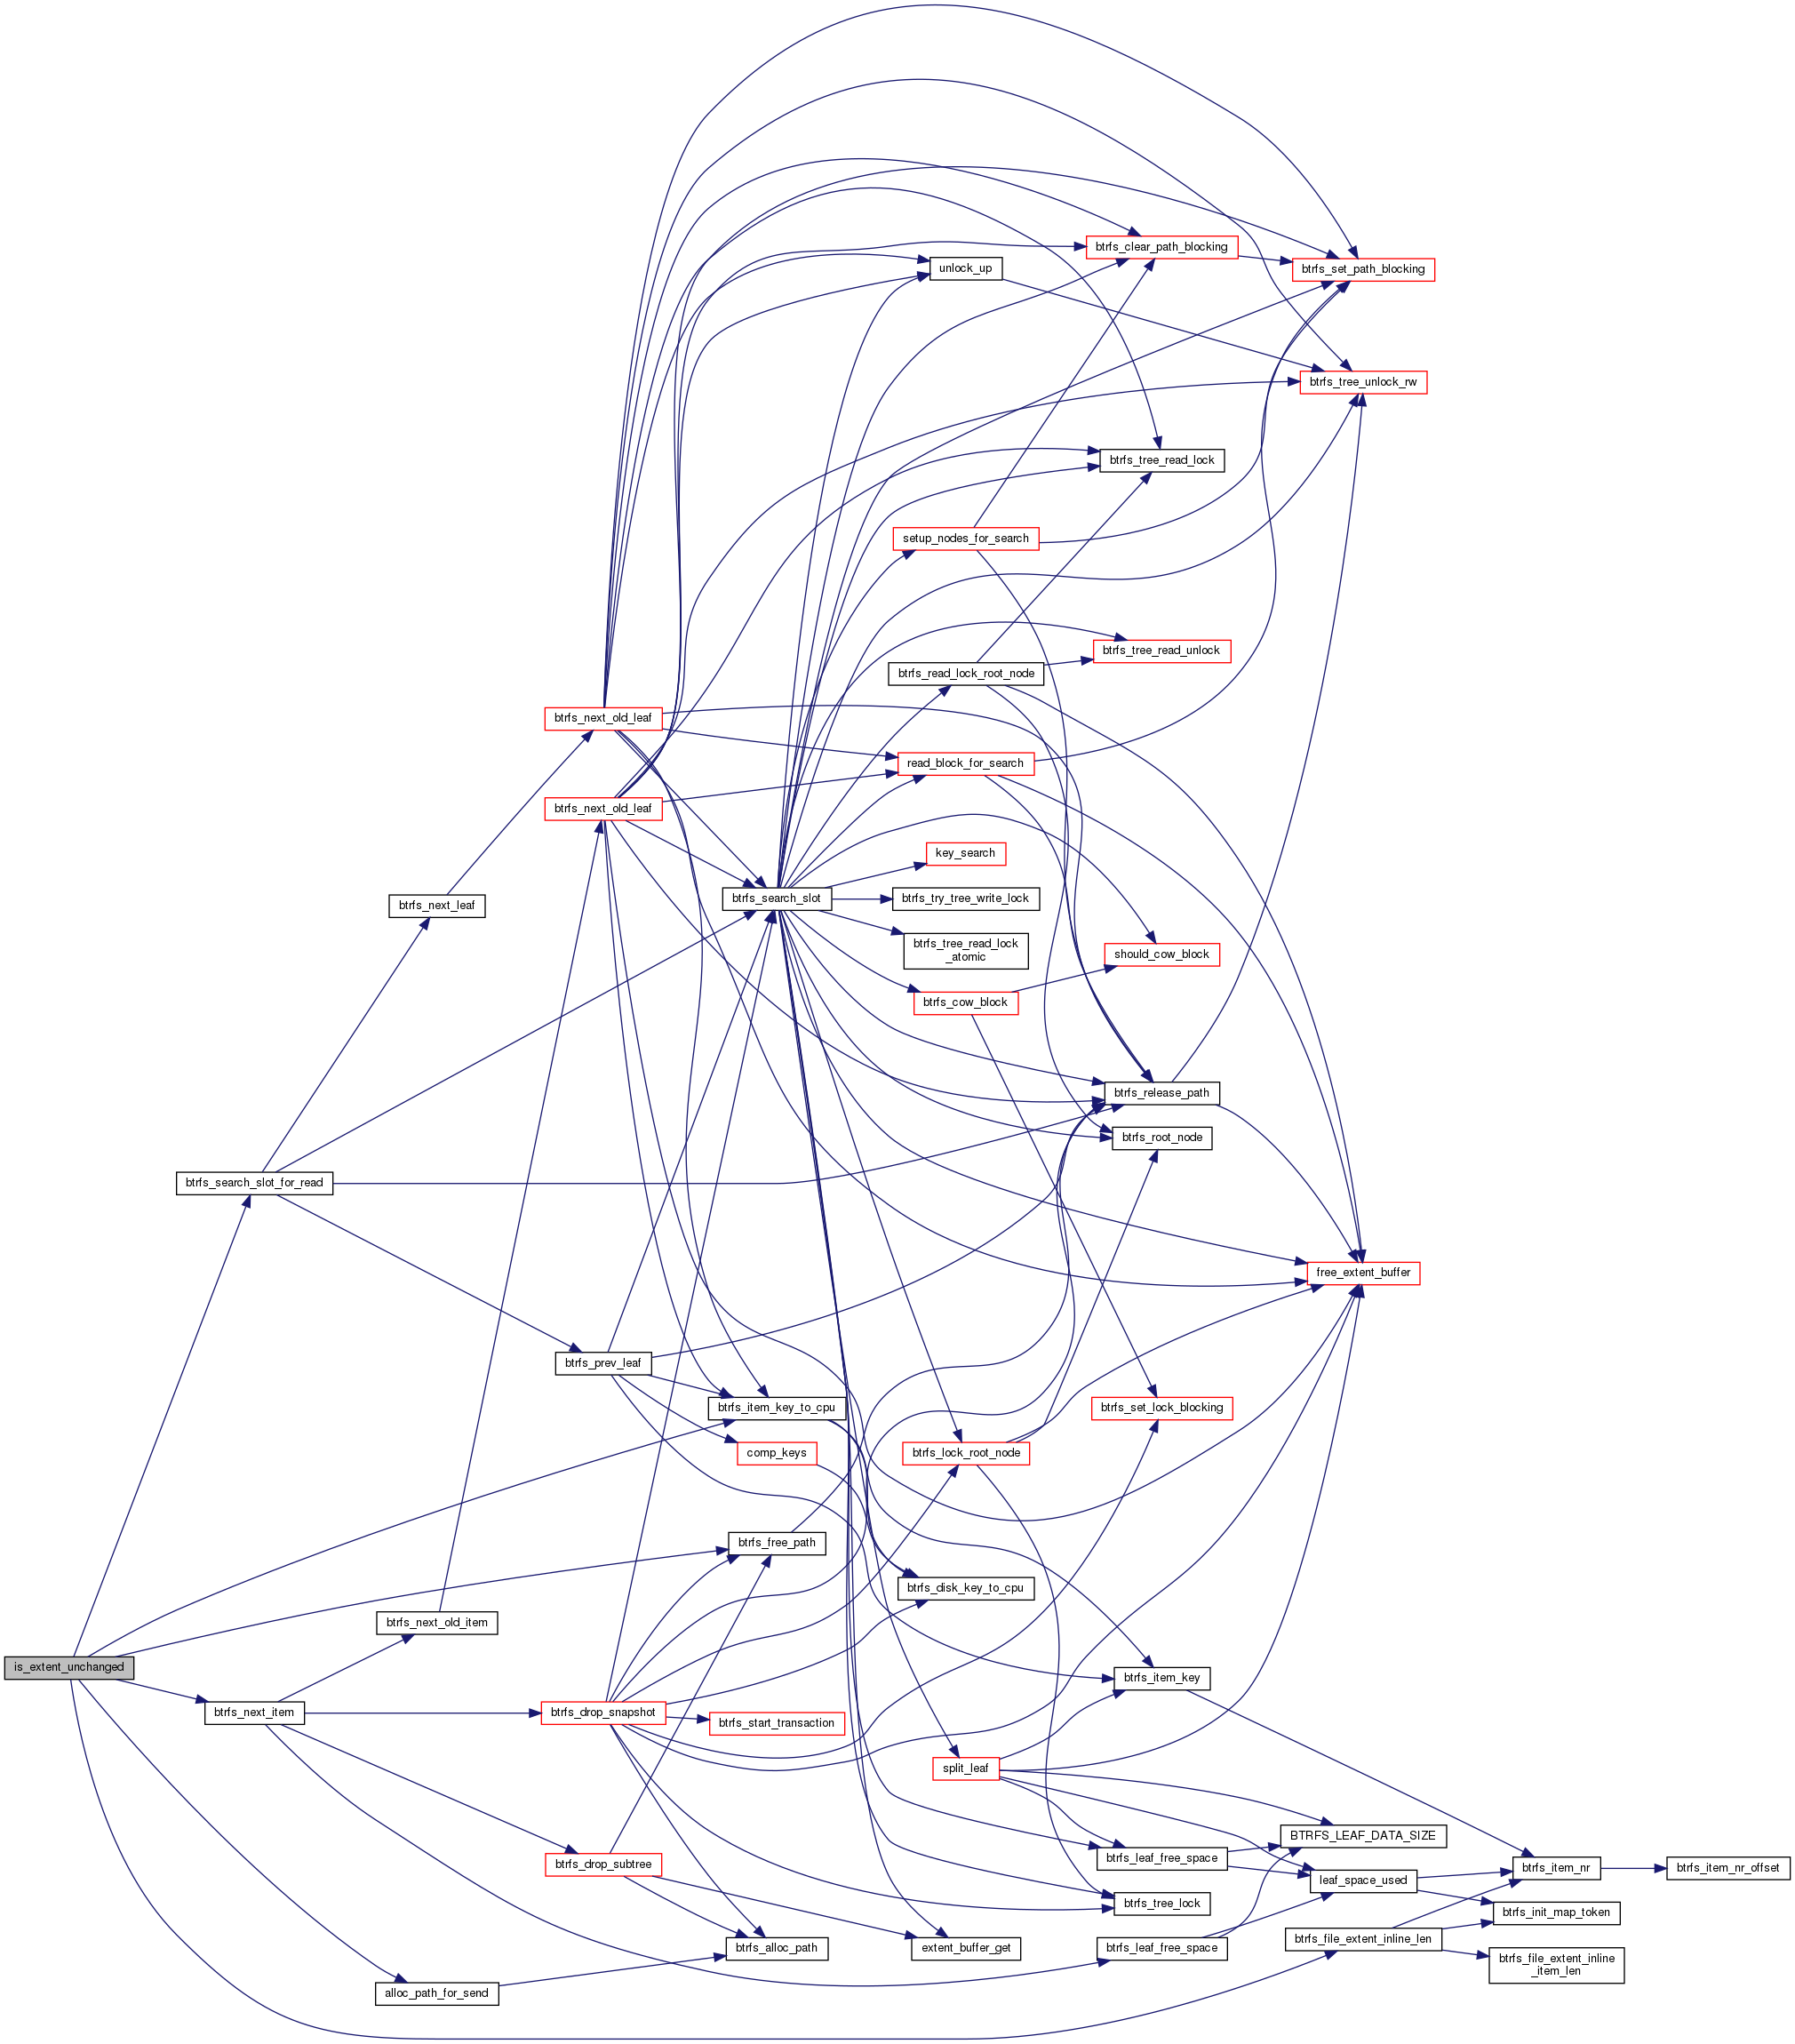 btrfs_clear_path_blocking
unlock_up
btrfs_set_path_blocking
btrfs_tree_unlock_rw
btrfs_tree_read_lock
setup_nodes_for_search
btrfs_tree_read_unlock
btrfs_read_lock_root_node
btrfs_next_old_leaf
read_block_for_search
btrfs_next_old_leaf
key_search
btrfs_search_slot
btrfs_try_tree_write_lock
btrfs_next_leaf
btrfs_tree_read_lock
_atomic
should_cow_block
btrfs_cow_block
btrfs_release_path
btrfs_root_node
btrfs_search_slot_for_read
free_extent_buffer
btrfs_prev_leaf
btrfs_item_key_to_cpu
btrfs_set_lock_blocking
comp_keys
btrfs_lock_root_node
btrfs_free_path
btrfs_disk_key_to_cpu
btrfs_next_old_item
is_extent_unchanged
btrfs_item_key
btrfs_next_item
btrfs_drop_snapshot
btrfs_start_transaction
split_leaf
BTRFS_LEAF_DATA_SIZE
btrfs_leaf_free_space
btrfs_drop_subtree
btrfs_item_nr
btrfs_item_nr_offset
leaf_space_used
btrfs_tree_lock
btrfs_init_map_token
btrfs_file_extent_inline_len
btrfs_alloc_path
extent_buffer_get
btrfs_leaf_free_space
btrfs_file_extent_inline
_item_len
alloc_path_for_send